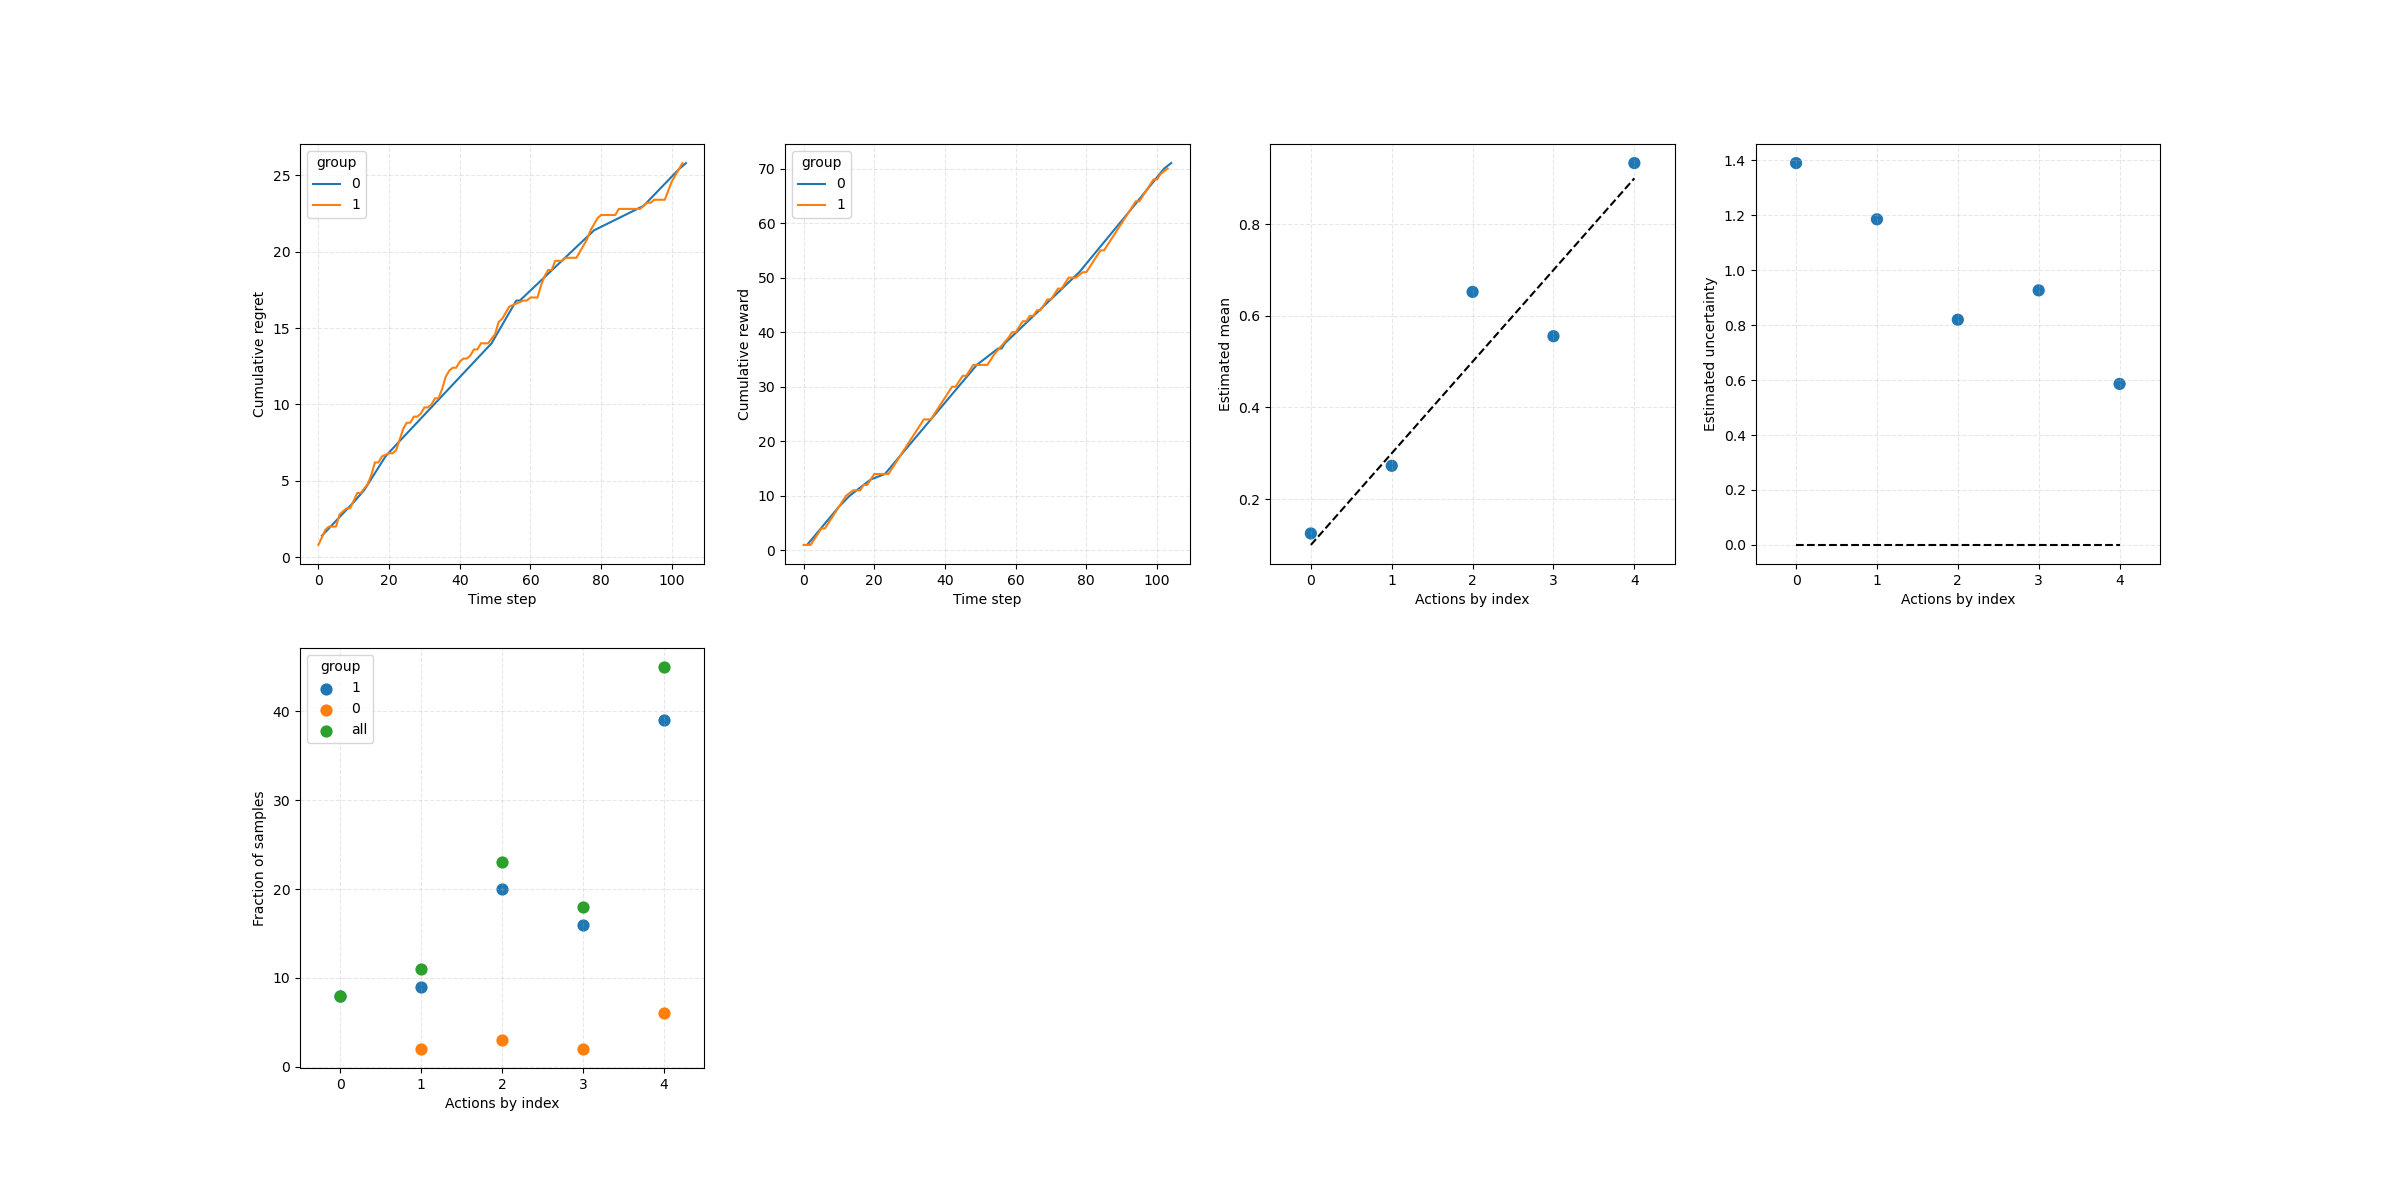 group
0
1
25
20
15
10
5
0
Cumulative regret
0 20 40 60 80 100
Time step
group
0
1
70
60
50
40
30
20
10
0
Cumulative reward
0 20 40 60 80 100
Time step
0.8
0.6
0.4
0.2
Estimated mean
0 1 2 3 4
Actions by index
1.4
1.2
1.0
0.8
0.6
0.4
0.2
0.0
Estimated uncertainty
0 1 2 3 4
Actions by index
group
1
0
all
40
30
20
10
0
Fraction of samples
0 1 2 3 4
Actions by index